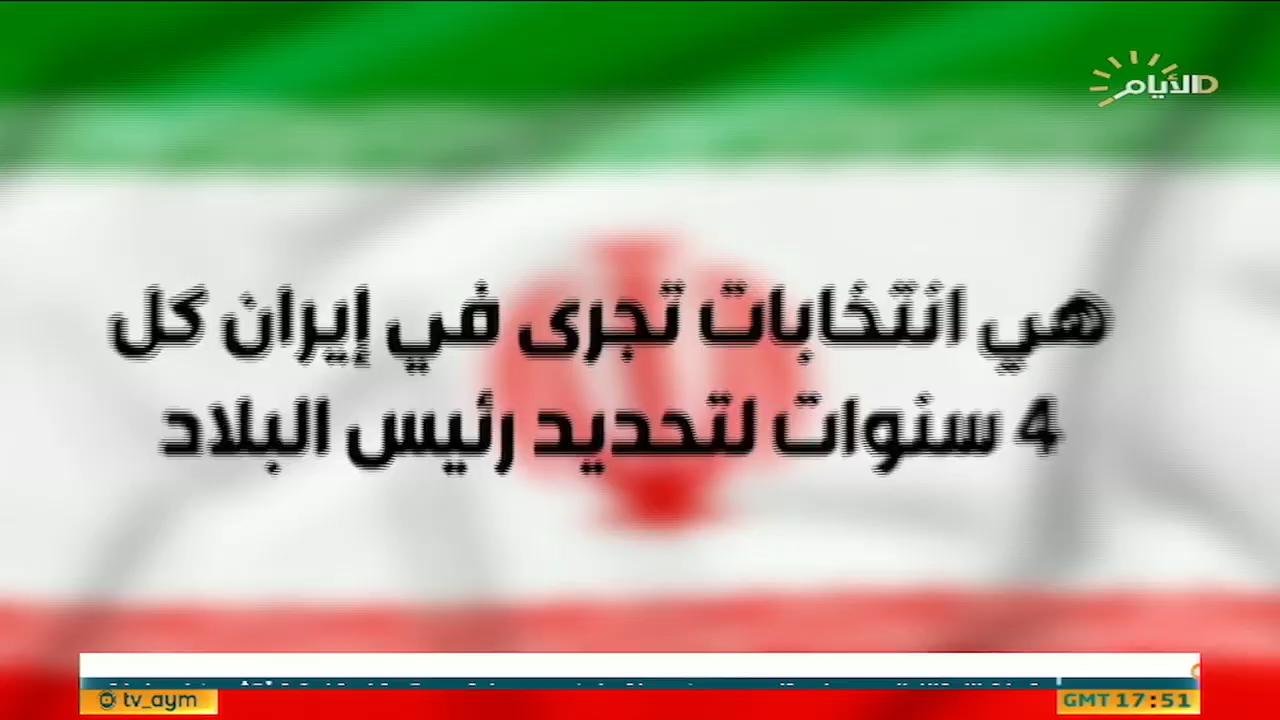 الأيام
هي انتخابات تجرى في إيران كل
4 سنوات لتحديد رئيس البلاد
tv_aym
GMT 17:51